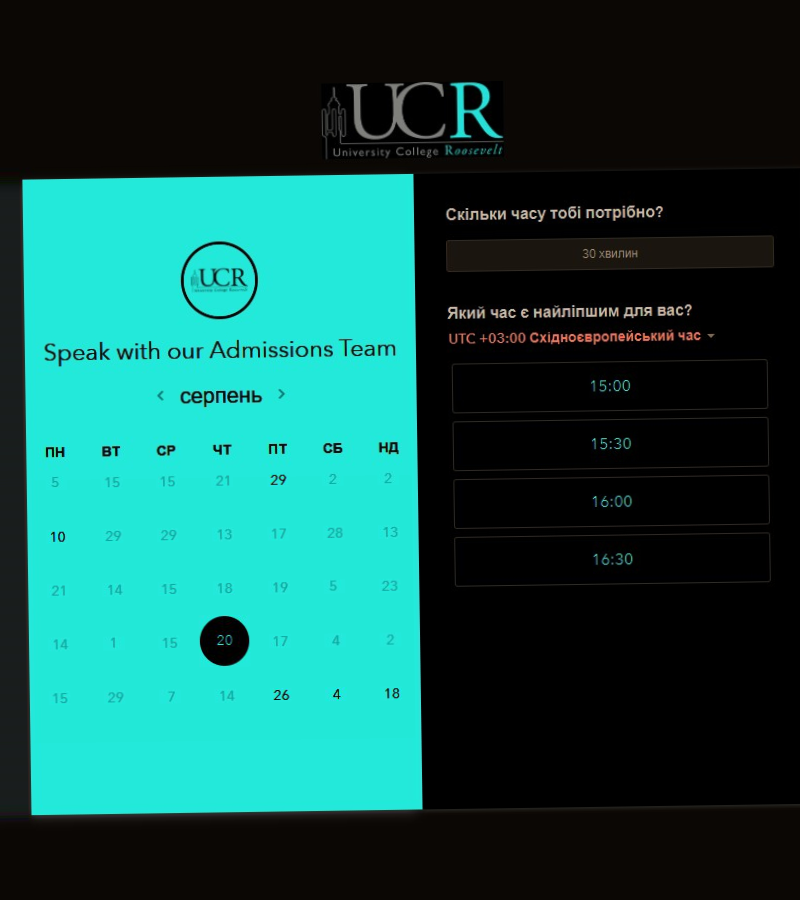 UCR
University College Roosevelt
UCR
University College Roosevelt
Speak with our Admissions Team
серпень
ПН ВТ СР ЧТ ПТ СБ НД
5 15 15 21 29 2 2
10 29 29 13 17 28 13
21 14 15 18 19 5 23
14 1 15 20 17 4 2
15 29 7 14 26 4 18
Скільки часу тобі потрібно?
30 хвилин
Який час є найліпшим для вас?
UTC +03:00 Східноєвропейський час
15:00
15:30
16:00
16:30